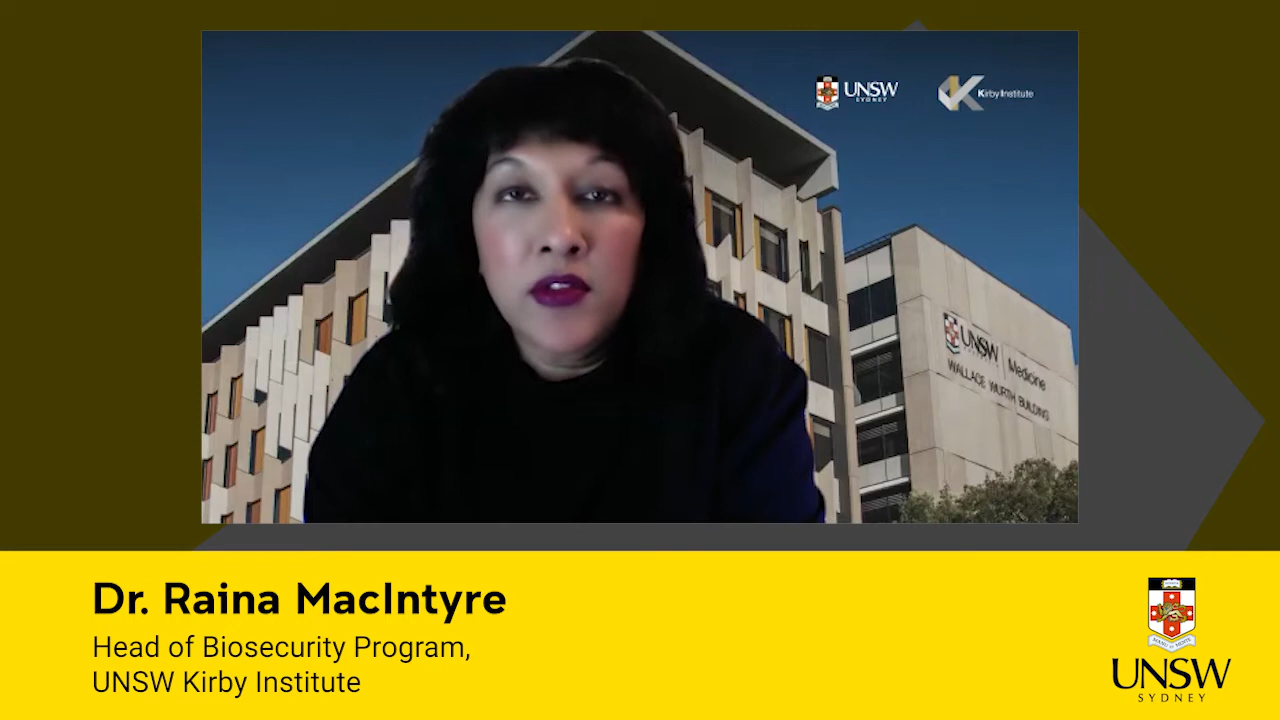 UNSW
SYDNEY
Kirby Institute
UNSW
Medicine
WALLACE WURTH BUILDING
Dr. Raina MacIntyre
Head of Biosecurity Program,
UNSW Kirby Institute
UNSW
SYDNEY